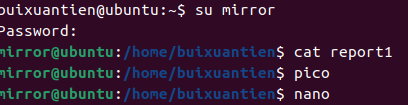 buixuantien@ubuntu:~$ su mirror
Password:
mirror@ubuntu:/home/buixuantien$ cat report1
mirror@ubuntu:/home/buixuantien$ pico
mirror@ubuntu:/home/buixuantien$ nano